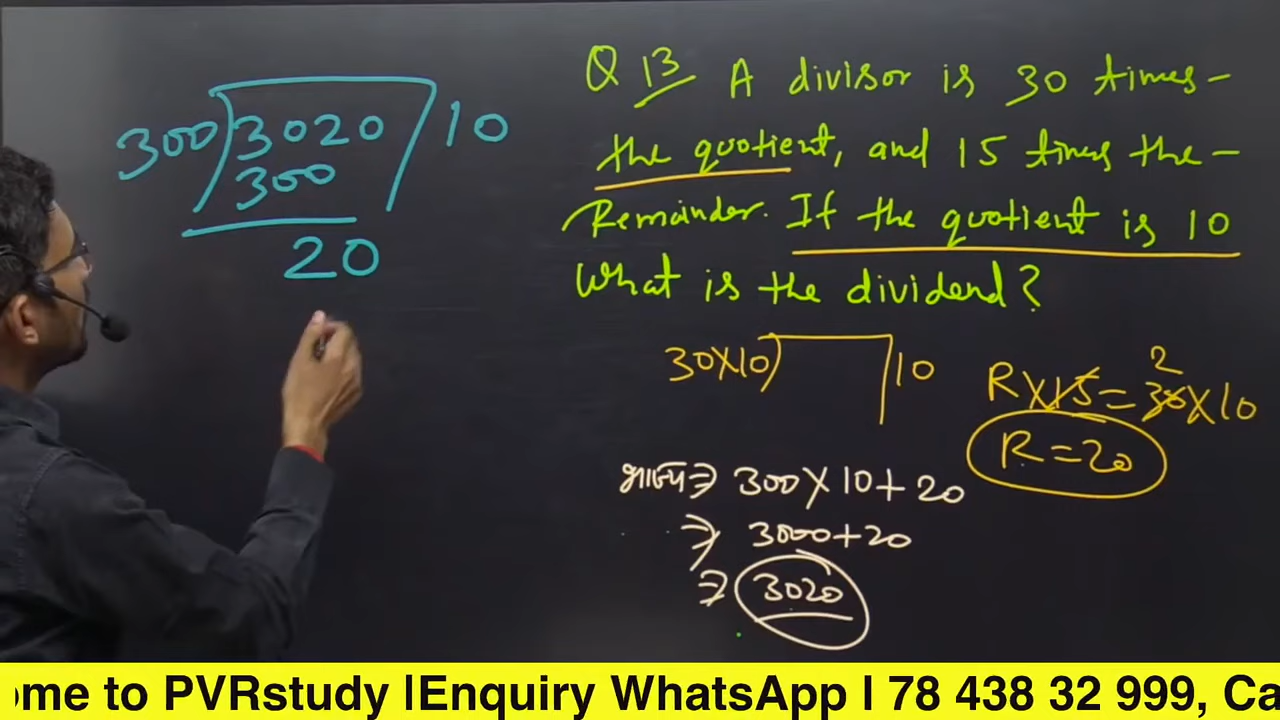 300 3020 10
300
20
Q 13 A divisor is 30 times-
the quotient, and 15 times the-
Remainder. If the quotient is 10
What is the dividend?
30×10 10
R×15=30×10
2
R=20
भाज्य⇒ 300×10+20
⇒ 3000+20
⇒ 3020
ome to PVRstudy |Enquiry WhatsApp | 78 438 32 999, Ca